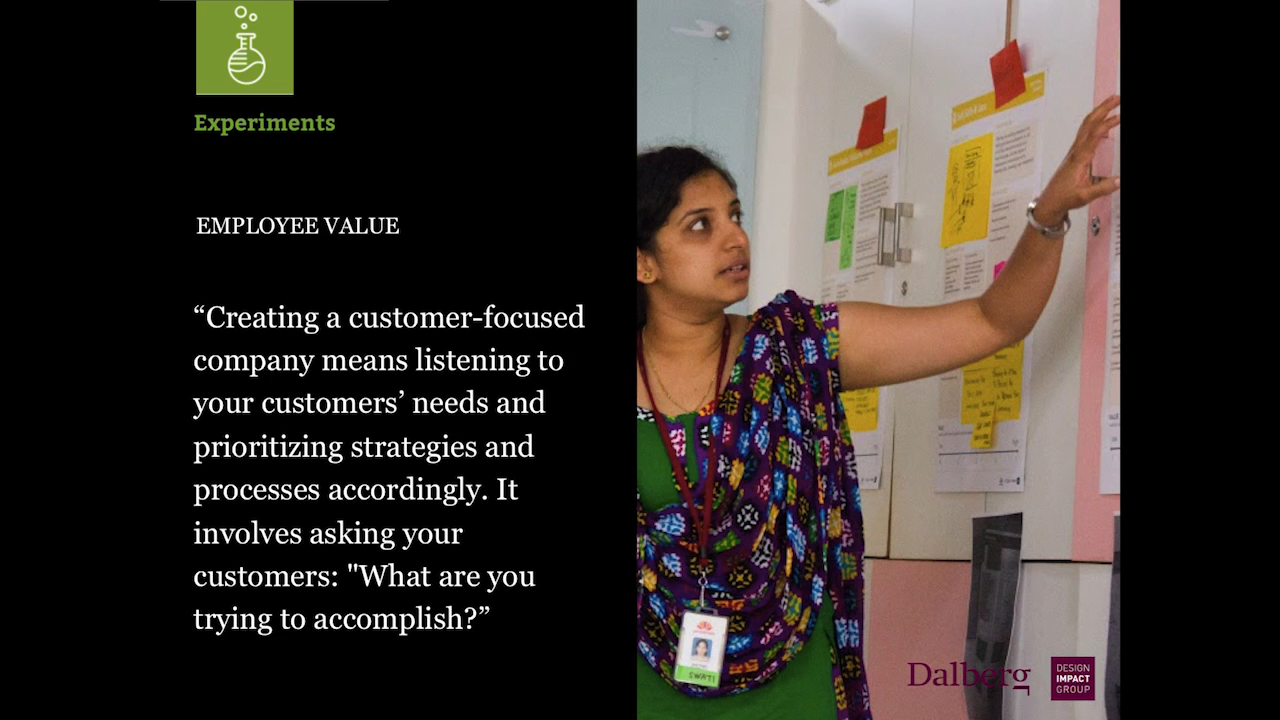 Experiments
EMPLOYEE VALUE
“Creating a customer-focused
company means listening to
your customers’ needs and
prioritizing strategies and
processes accordingly. It
involves asking your
customers: "What are you
trying to accomplish?”
SWATI
Dalberg
DESIGN
IMPACT
GROUP